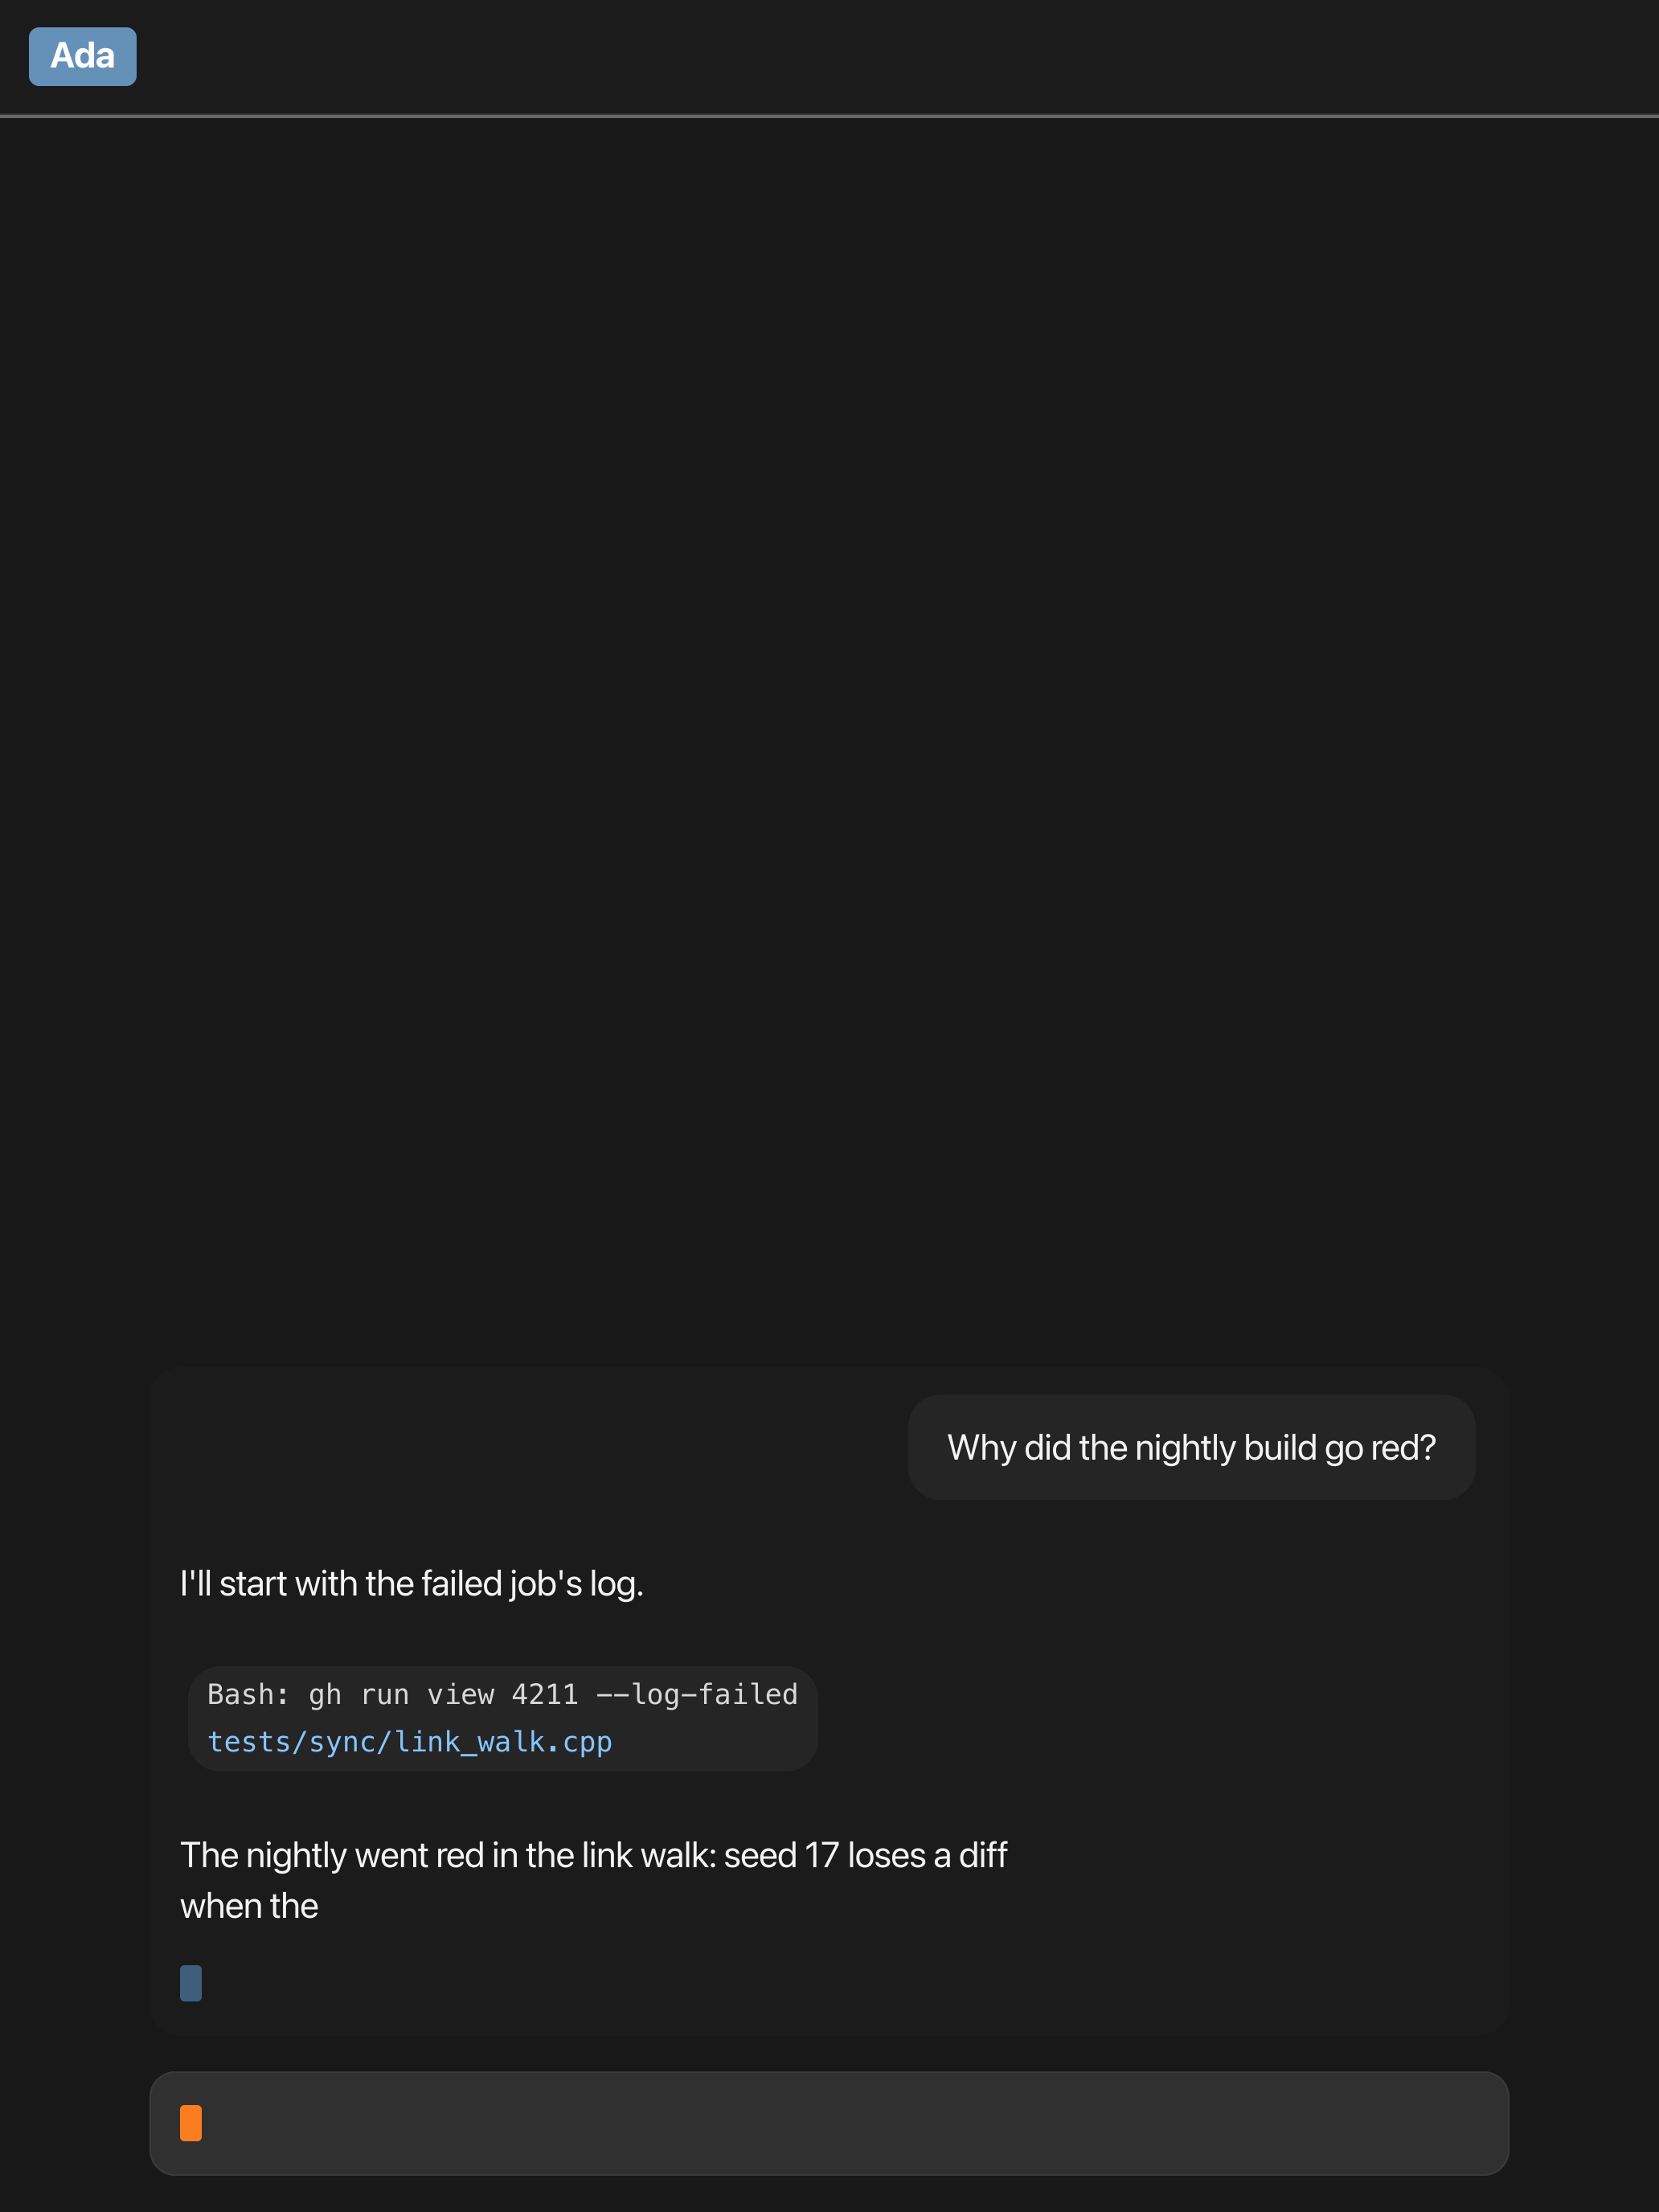 Ada
Why did the nightly build go red?
I'll start with the failed job's log.
Bash: gh run view 4211 --log-failed
tests/sync/link_walk.cpp
The nightly went red in the link walk: seed 17 loses a diff
when the